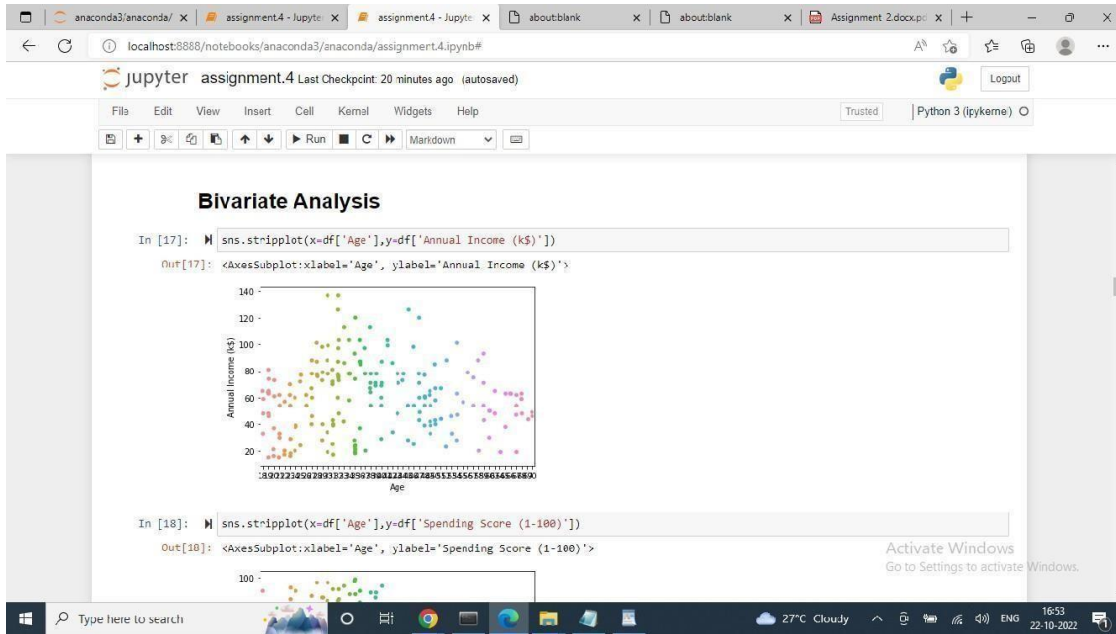 anaconda3/anaconda/
assignment.4 - Jupyte
assignment.4 - Jupyte
about:blank
about:blank
Assignment 2.docx.pd
localhost:8888/notebooks/anaconda3/anaconda/assignment.4.ipynb#
jupyter assignment.4 Last Checkpoint: 20 minutes ago (autosaved)
Logout
File Edit View Insert Cell Kernel Widgets Help
Trusted
Python 3 (ipykernel)
Run
Markdown
Bivariate Analysis
In [17]: sns.stripplot(x=df['Age'],y=df['Annual Income (k$)'])
Out[17]: <AxesSubplot:xlabel='Age', ylabel='Annual Income (k$)'>
140
120
100
80
60
40
20
Annual Income (k$)
Age
In [18]: sns.stripplot(x=df['Age'],y=df['Spending Score (1-100)'])
Out[18]: <AxesSubplot:xlabel='Age', ylabel='Spending Score (1-100)'>
100
Activate Windows
Go to Settings to activate Windows.
Type here to search
27°C Cloudy
ENG
16:53
22-10-2022